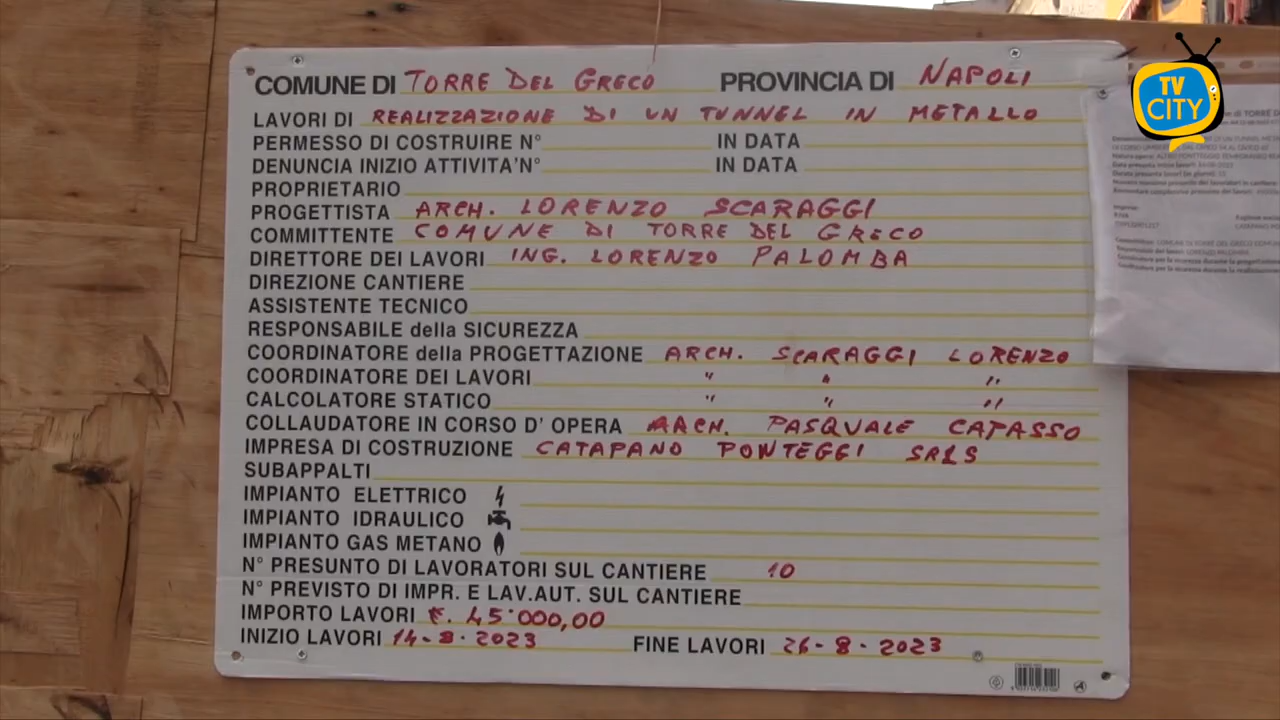 COMUNE DI TORRE DEL GRECO PROVINCIA DI NAPOLI
LAVORI DI REALIZZAZIONE DI UN TUNNEL IN METALLO
PERMESSO DI COSTRUIRE N° IN DATA
DENUNCIA INIZIO ATTIVITA' N° IN DATA
PROPRIETARIO
PROGETTISTA ARCH. LORENZO SCARAGGI
COMMITTENTE COMUNE DI TORRE DEL GRECO
DIRETTORE DEI LAVORI ING. LORENZO PALOMBA
DIREZIONE CANTIERE
ASSISTENTE TECNICO
RESPONSABILE della SICUREZZA
COORDINATORE della PROGETTAZIONE ARCH. SCARAGGI LORENZO
COORDINATORE DEI LAVORI " " "
CALCOLATORE STATICO " " "
COLLAUDATORE IN CORSO D' OPERA ARCH. PASQUALE CAPASSO
IMPRESA DI COSTRUZIONE CATAPANO PONTEGGI SRLS
SUBAPPALTI
IMPIANTO ELETTRICO
IMPIANTO IDRAULICO
IMPIANTO GAS METANO
N° PRESUNTO DI LAVORATORI SUL CANTIERE 10
N° PREVISTO DI IMPR. E LAV.AUT. SUL CANTIERE
IMPORTO LAVORI €. 45'000,00
INIZIO LAVORI 14-8-2023 FINE LAVORI 26-8-2023
TV
CITY